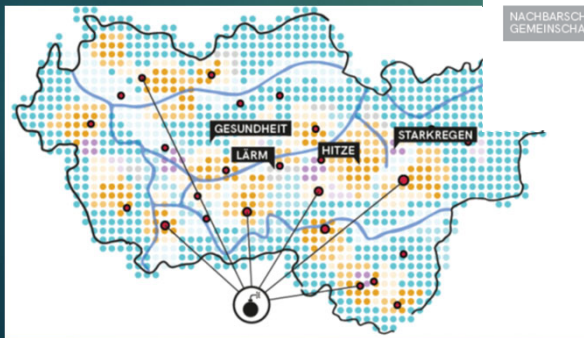 NACHBARSCH
GEMEINSCHA
GESUNDHEIT
STARKREGEN
LÄRM
HITZE